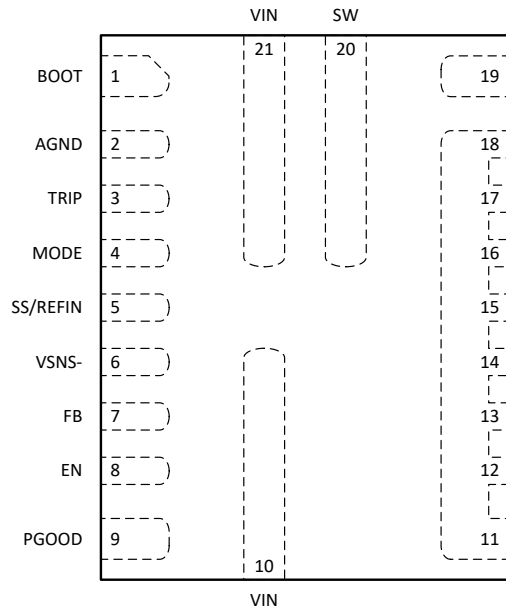 VIN SW
21 20
BOOT 1 19
AGND 2 18
TRIP 3 17
MODE 4 16
SS/REFIN 5 15
VSNS- 6 14
FB 7 13
EN 8 12
PGOOD 9 11
10
VIN